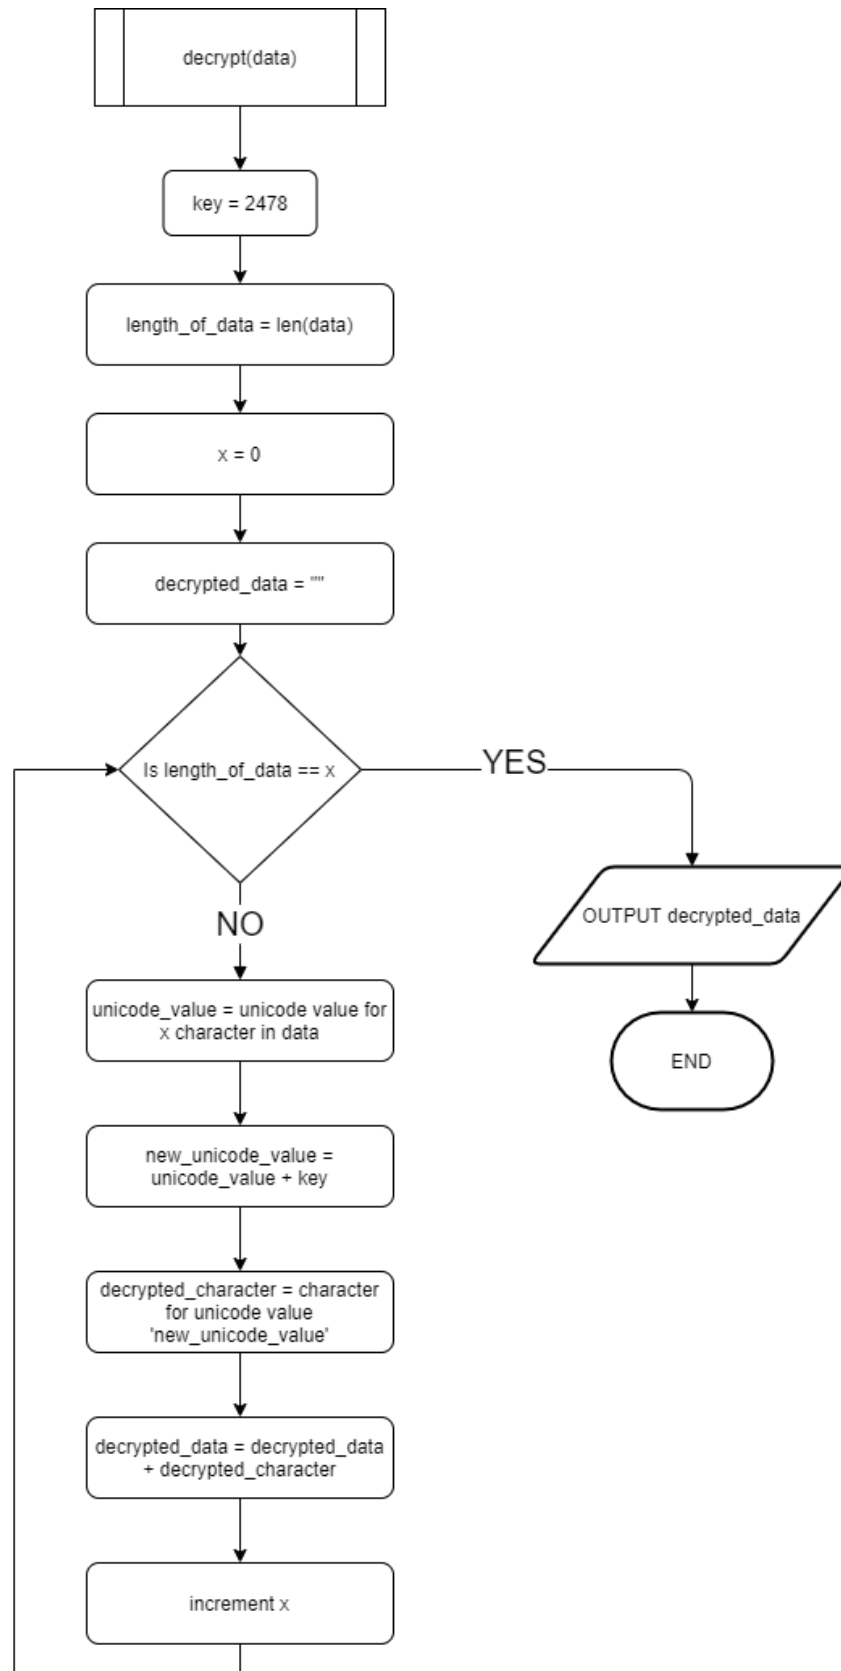 decrypt(data)
key = 2478
length_of_data = len(data)
x = 0
decrypted_data = ""
Is length_of_data == x
YES
OUTPUT decrypted_data
END
NO
unicode_value = unicode value for
x character in data
new_unicode_value =
unicode_value + key
decrypted_character = character
for unicode value
'new_unicode_value'
decrypted_data = decrypted_data
+ decrypted_character
increment x